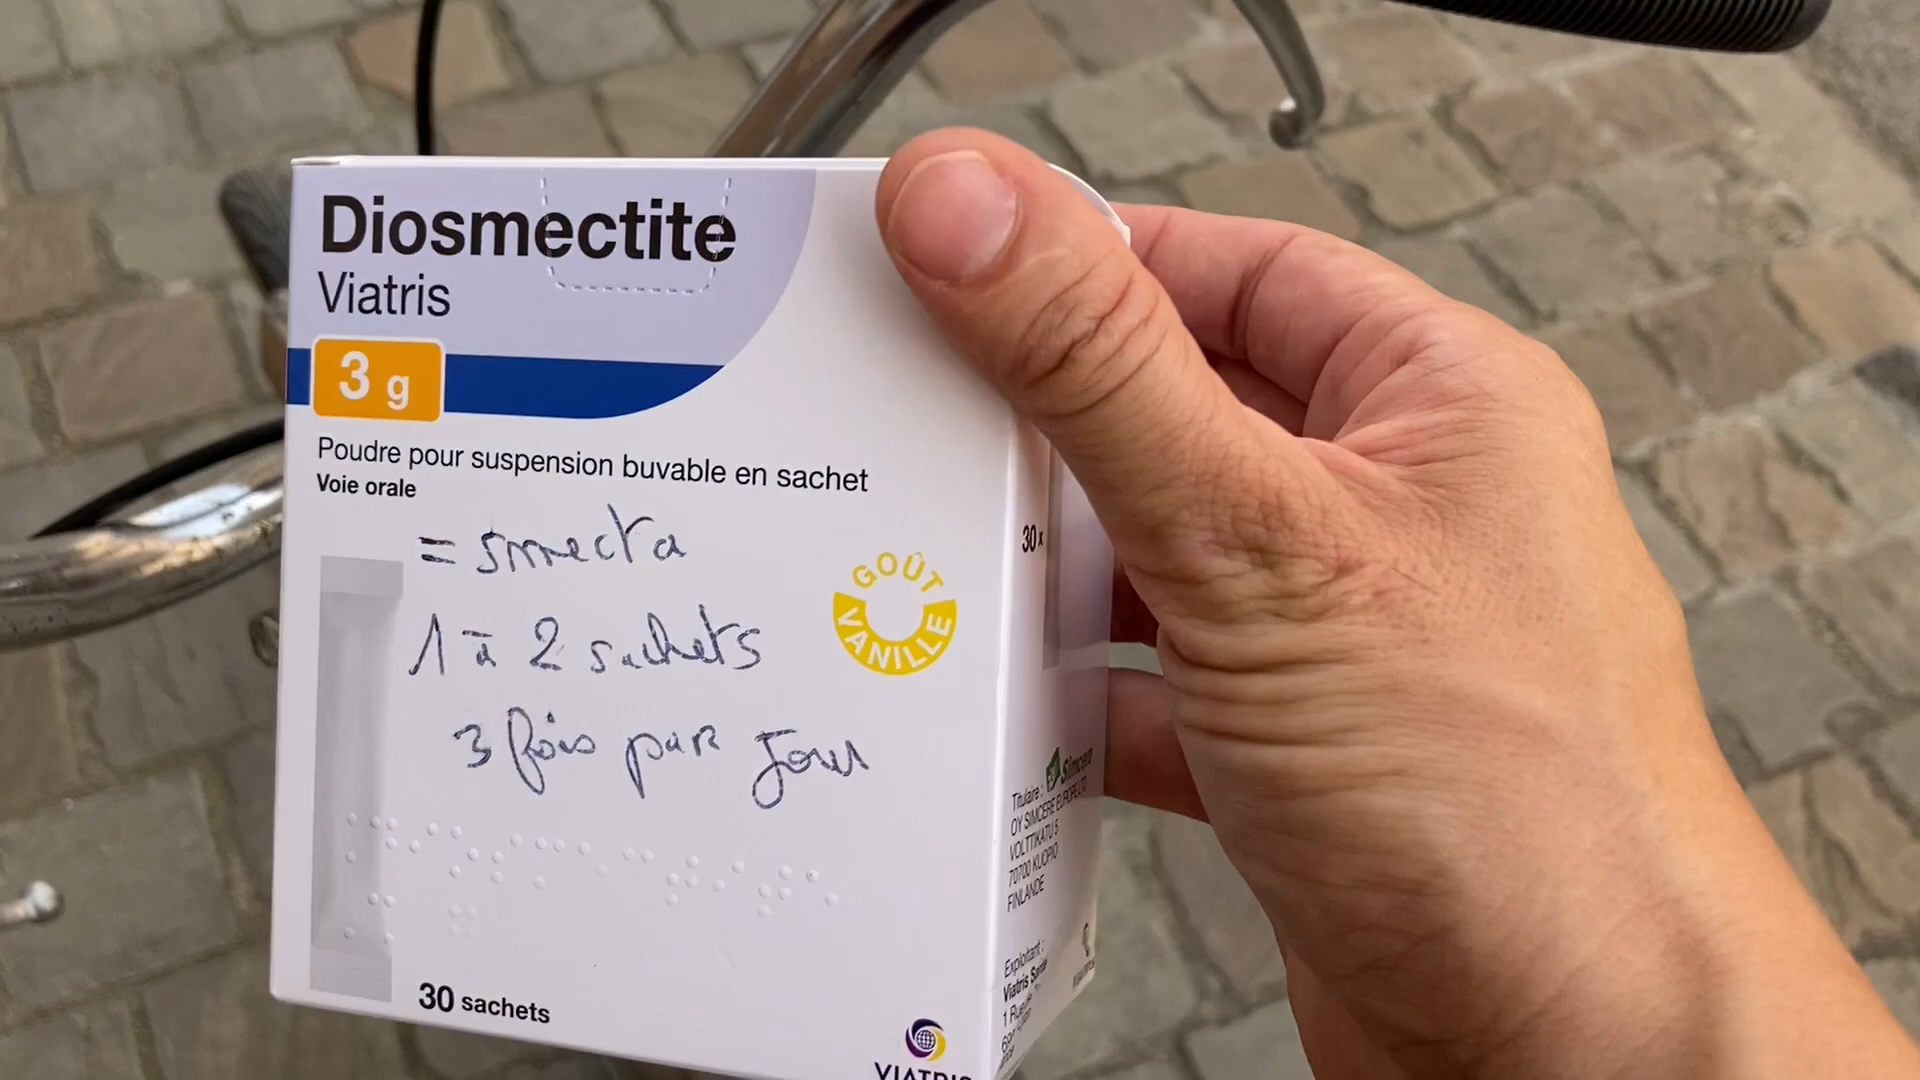 Diosmectite
Viatris
3 g
Poudre pour suspension buvable en sachet
Voie orale
= smecta
1 à 2 sachets
3 fois par jour
GOÛT
VANILLE
30 sachets
VIATRIS
30 x
Simcere
Titulaire :
OY SIMCERE EUROPE LTD
VOLTTIKATU 5
70700 KUOPIO
FINLANDE
Exploitant :
Viatris Santé